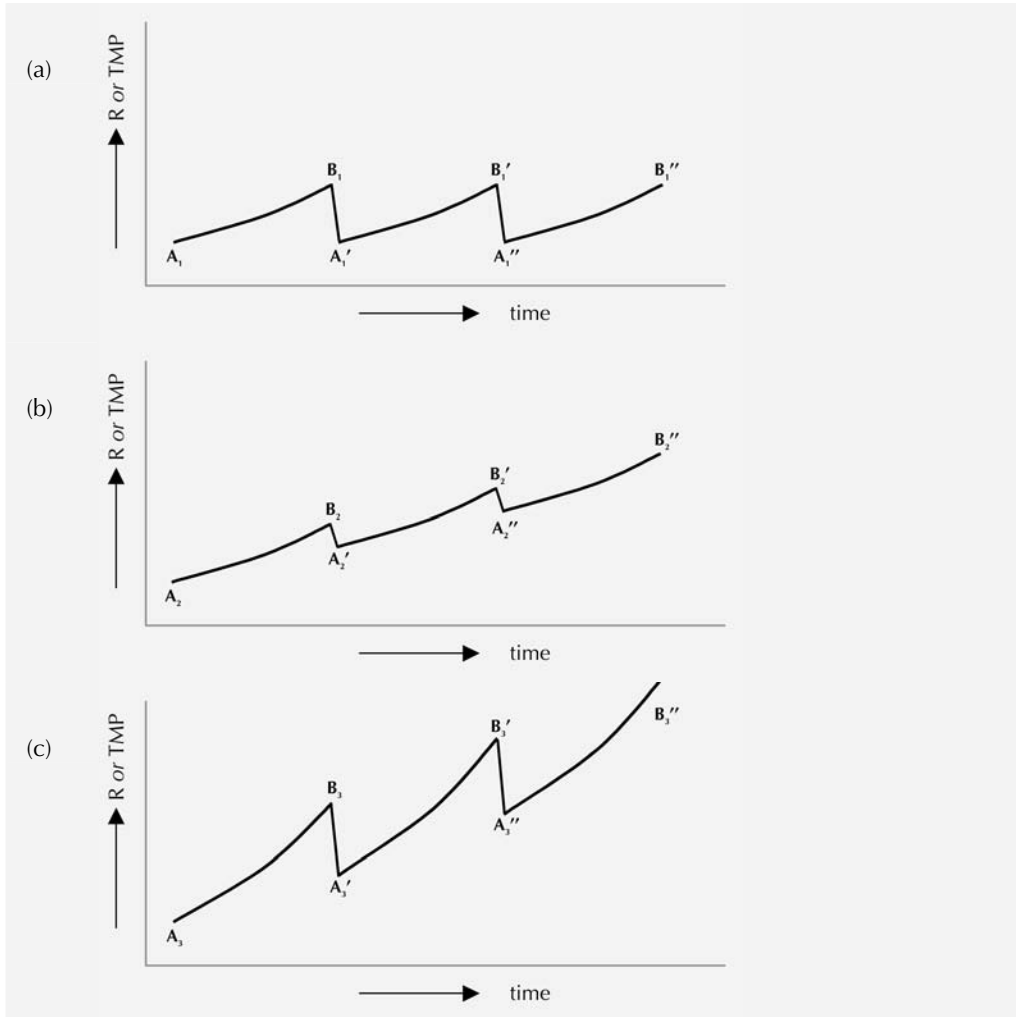 (a)
R or TMP
B₁
B₁′
B₁″
A₁
A₁′
A₁″
time
(b)
R or TMP
B₂
B₂′
B₂″
A₂
A₂′
A₂″
time
(c)
R or TMP
B₃
B₃′
B₃″
A₃
A₃′
A₃″
time